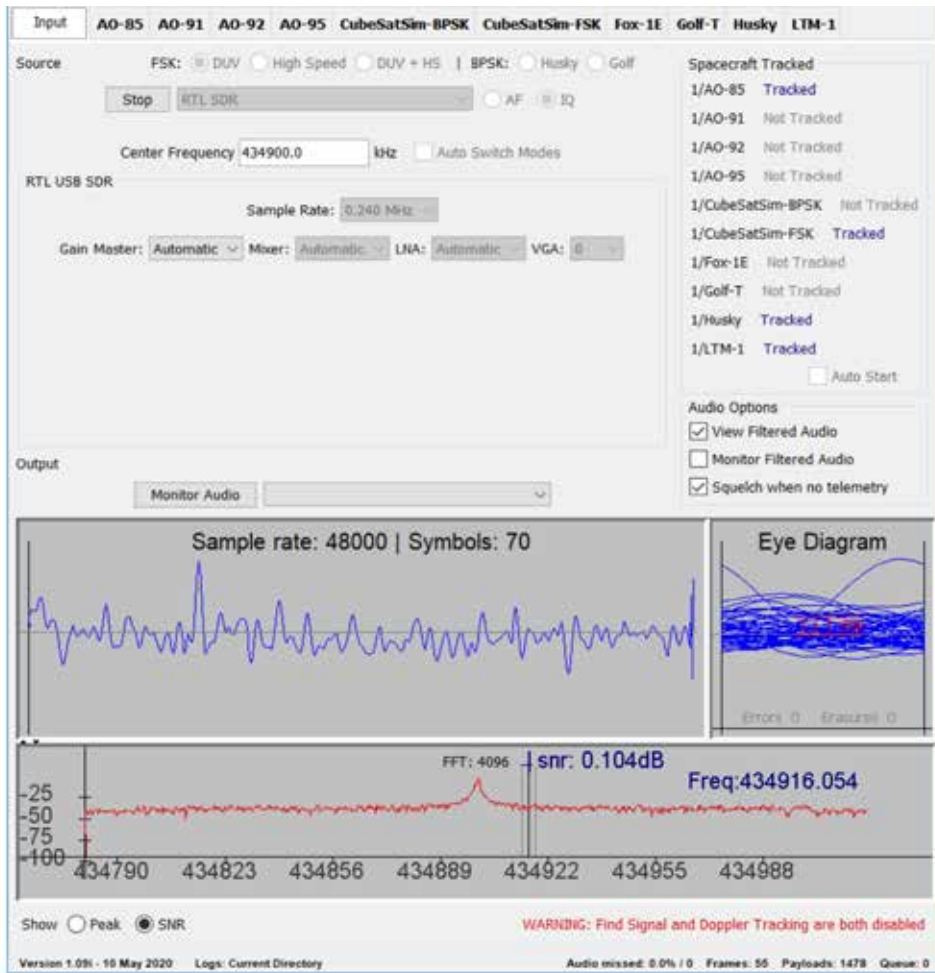 Input AO-85 AO-91 AO-92 AO-95 CubeSatSim-BPSK CubeSatSim-FSK Fox-1E Golf-T Husky LTM-1
Source FSK: DUV High Speed DUV + HS | BPSK: Husky Golf
Stop RTL SDR AF IQ
Center Frequency 434900.0 kHz Auto Switch Modes
RTL USB SDR
Sample Rate: 0.240 MHz
Gain Master: Automatic Mixer: Automatic LNA: Automatic VGA: 0
Spacecraft Tracked
1/AO-85 Tracked
1/AO-91 Not Tracked
1/AO-92 Not Tracked
1/AO-95 Not Tracked
1/CubeSatSim-BPSK Not Tracked
1/CubeSatSim-FSK Tracked
1/Fox-1E Not Tracked
1/Golf-T Not Tracked
1/Husky Tracked
1/LTM-1 Tracked
Auto Start
Audio Options
View Filtered Audio
Monitor Filtered Audio
Squelch when no telemetry
Output
Monitor Audio
Sample rate: 48000 | Symbols: 70
Eye Diagram
Errors 0 Erasures 0
FFT: 4096 snr: 0.104dB
Freq:434916.054
-25
-50
-75
-100
434790 434823 434856 434889 434922 434955 434988
Show Peak SNR WARNING: Find Signal and Doppler Tracking are both disabled
Version 1.09i - 10 May 2020 Logs: Current Directory Audio missed: 0.0% / 0 Frames: 55 Payloads: 1478 Queue: 0